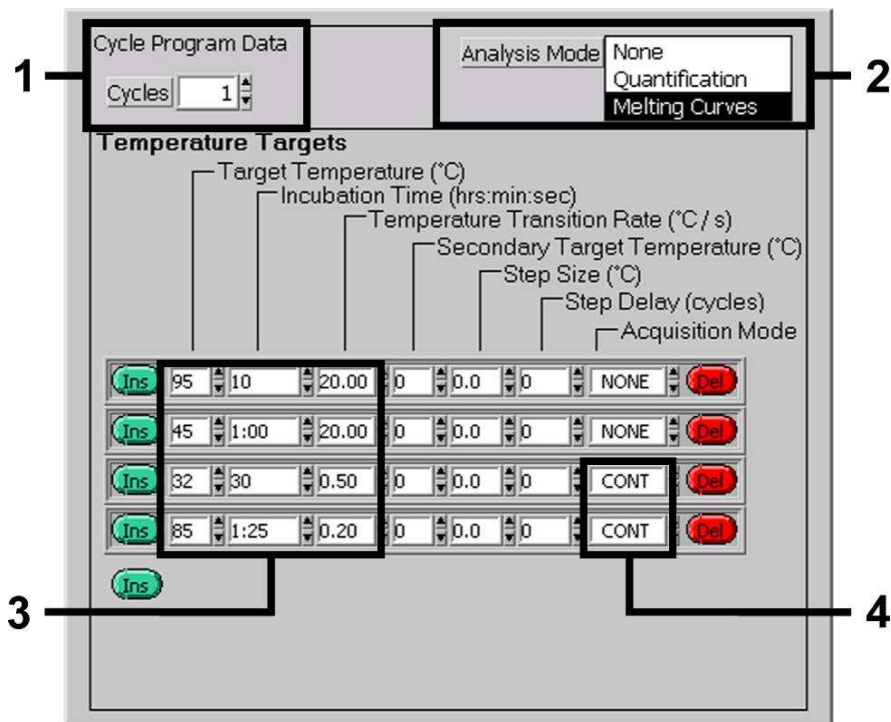 1
Cycle Program Data
Cycles 1
Analysis Mode None
Quantification
Melting Curves
2
Temperature Targets
Target Temperature (°C)
Incubation Time (hrs:min:sec)
Temperature Transition Rate (°C / s)
Secondary Target Temperature (°C)
Step Size (°C)
Step Delay (cycles)
Acquisition Mode
Ins 95 10 20.00 0 0.0 0 NONE Del
Ins 45 1:00 20.00 0 0.0 0 NONE Del
Ins 32 30 0.50 0 0.0 0 CONT Del
Ins 85 1:25 0.20 0 0.0 0 CONT Del
Ins
3
4